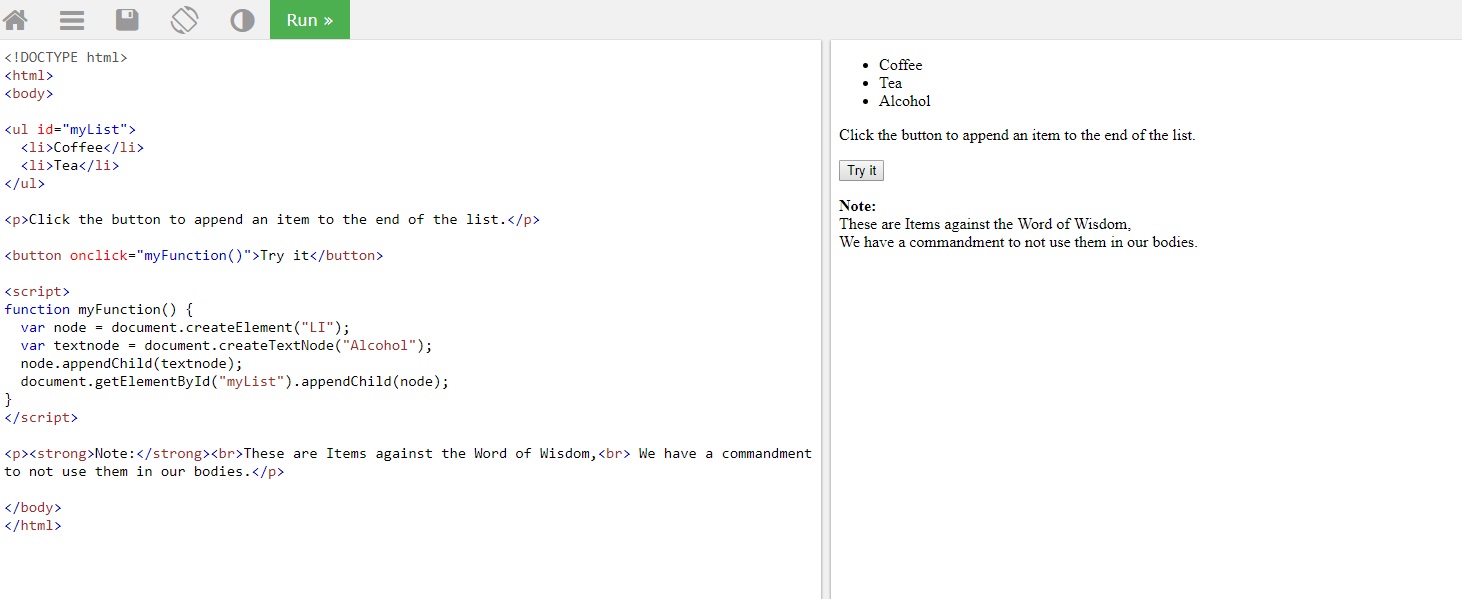 Run »
<!DOCTYPE html>
<html>
<body>
<ul id="myList">
  <li>Coffee</li>
  <li>Tea</li>
</ul>
<p>Click the button to append an item to the end of the list.</p>
<button onclick="myFunction()">Try it</button>
<script>
function myFunction() {
  var node = document.createElement("LI");
  var textnode = document.createTextNode("Alcohol");
  node.appendChild(textnode);
  document.getElementById("myList").appendChild(node);
}
</script>
<p><strong>Note:</strong><br>These are Items against the Word of Wisdom,<br> We have a commandment
to not use them in our bodies.</p>
</body>
</html>
• Coffee
• Tea
• Alcohol
Click the button to append an item to the end of the list.
Try it
Note:
These are Items against the Word of Wisdom,
We have a commandment to not use them in our bodies.